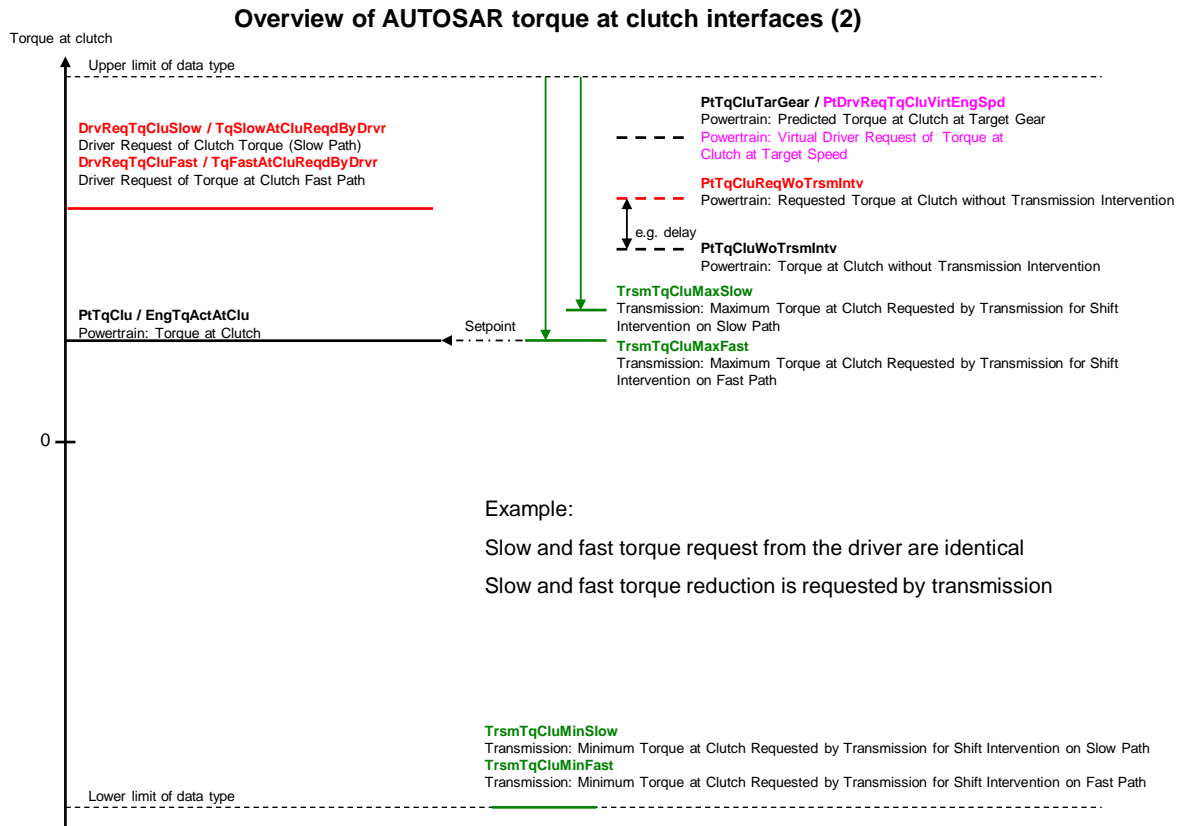 Overview of AUTOSAR torque at clutch interfaces (2)
Torque at clutch
Upper limit of data type
DrvReqTqCluSlow / TqSlowAtCluReqdByDrvr
Driver Request of Clutch Torque (Slow Path)
DrvReqTqCluFast / TqFastAtCluReqdByDrvr
Driver Request of Torque at Clutch Fast Path
PtTqCluTarGear / PtDrvReqTqCluVirtEngSpd
Powertrain: Predicted Torque at Clutch at Target Gear
Powertrain: Virtual Driver Request of Torque at
Clutch at Target Speed
PtTqCluReqWoTrsmIntv
Powertrain: Requested Torque at Clutch without Transmission Intervention
e.g. delay
PtTqCluWoTrsmIntv
Powertrain: Torque at Clutch without Transmission Intervention
TrsmTqCluMaxSlow
Transmission: Maximum Torque at Clutch Requested by Transmission for Shift
Intervention on Slow Path
PtTqClu / EngTqActAtClu
Powertrain: Torque at Clutch
Setpoint
TrsmTqCluMaxFast
Transmission: Maximum Torque at Clutch Requested by Transmission for Shift
Intervention on Fast Path
0
Example:
Slow and fast torque request from the driver are identical
Slow and fast torque reduction is requested by transmission
TrsmTqCluMinSlow
Transmission: Minimum Torque at Clutch Requested by Transmission for Shift Intervention on Slow Path
TrsmTqCluMinFast
Transmission: Minimum Torque at Clutch Requested by Transmission for Shift Intervention on Fast Path
Lower limit of data type